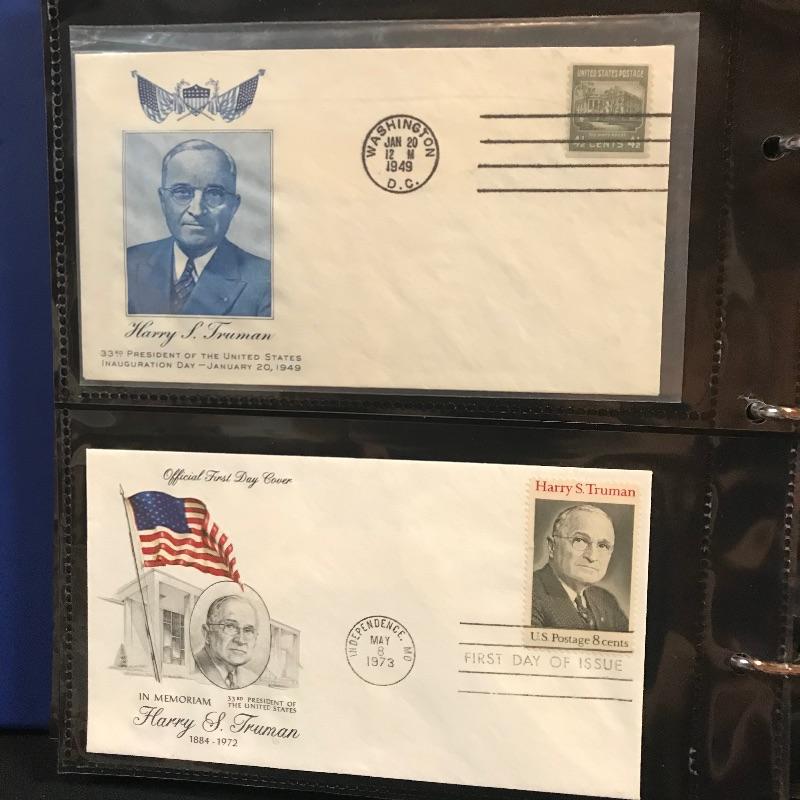 UNITED STATES POSTAGE
4½ CENTS 4½
WASHINGTON
JAN 20
12 M
1949
D.C.
Harry S. Truman
33RD PRESIDENT OF THE UNITED STATES
INAUGURATION DAY — JANUARY 20, 1949
Official First Day Cover
Harry S. Truman
U.S. Postage 8 cents
INDEPENDENCE, MO
MAY
8
1973
FIRST DAY OF ISSUE
IN MEMORIAM
33RD PRESIDENT OF
THE UNITED STATES
Harry S. Truman
1884 - 1972